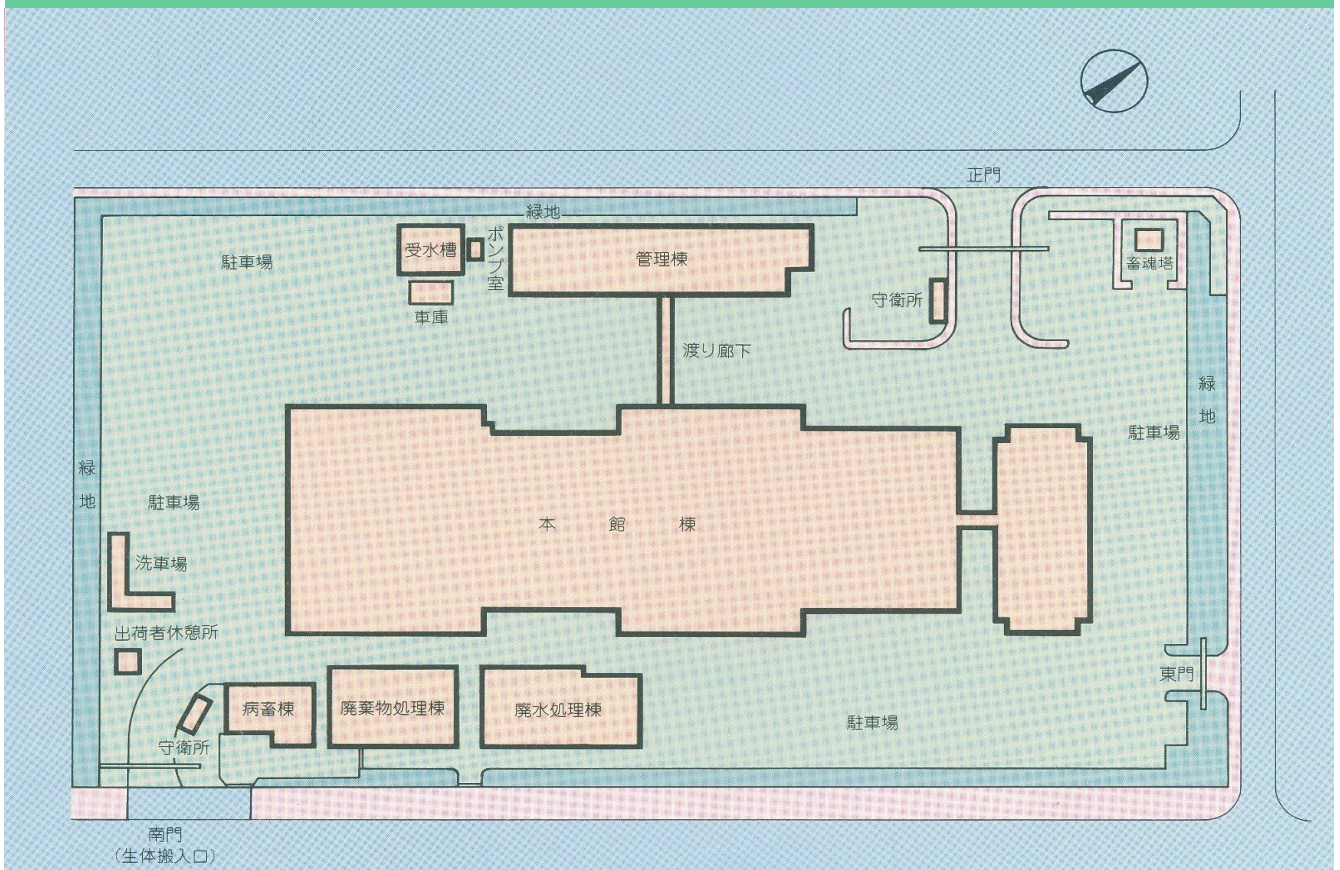 正門
緑地
受水槽
ポンプ室
管理棟
駐車場
畜魂塔
守衛所
車庫
渡り廊下
緑地
駐車場
緑地
駐車場
本館棟
洗車場
出荷者休憩所
東門
病畜棟
廃棄物処理棟
廃水処理棟
駐車場
守衛所
南門
(生体搬入口)